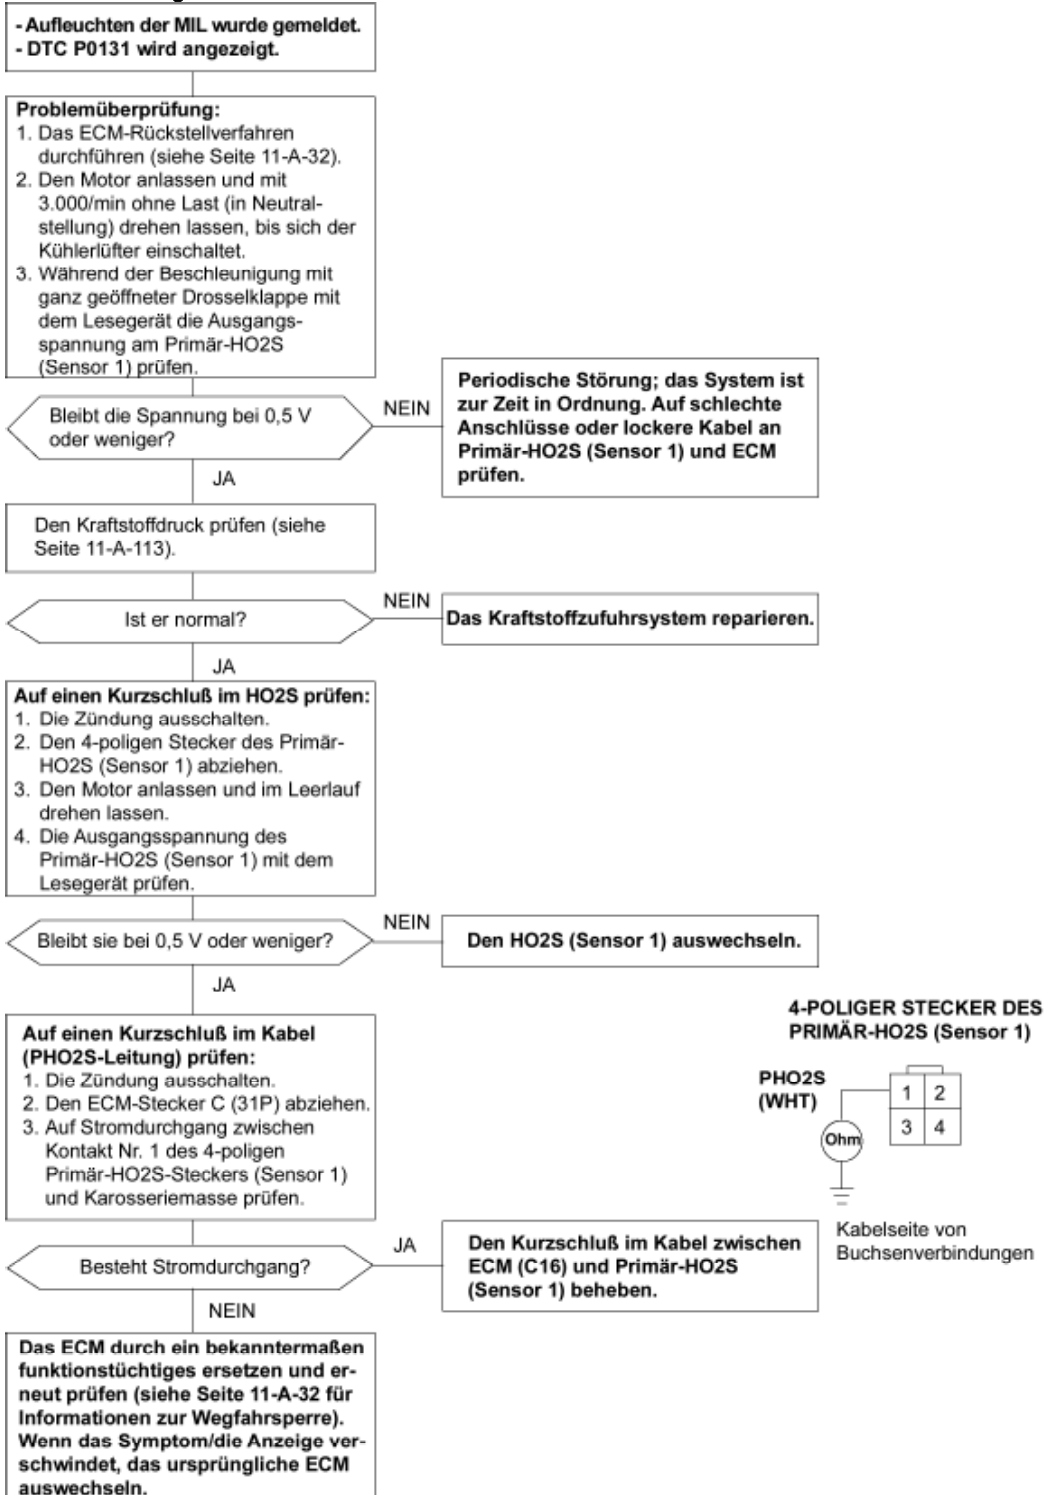 - Aufleuchten der MIL wurde gemeldet.
- DTC P0131 wird angezeigt.
Problemüberprüfung:
1. Das ECM-Rückstellverfahren
durchführen (siehe Seite 11-A-32).
2. Den Motor anlassen und mit
3.000/min ohne Last (in Neutral-
stellung) drehen lassen, bis sich der
Kühlerlüfter einschaltet.
3. Während der Beschleunigung mit
ganz geöffneter Drosselklappe mit
dem Lesegerät die Ausgangs-
spannung am Primär-HO2S
(Sensor 1) prüfen.
Bleibt die Spannung bei 0,5 V
oder weniger?
NEIN
Periodische Störung; das System ist
zur Zeit in Ordnung. Auf schlechte
Anschlüsse oder lockere Kabel an
Primär-HO2S (Sensor 1) und ECM
prüfen.
JA
Den Kraftstoffdruck prüfen (siehe
Seite 11-A-113).
Ist er normal?
NEIN
Das Kraftstoffzufuhrsystem reparieren.
JA
Auf einen Kurzschluß im HO2S prüfen:
1. Die Zündung ausschalten.
2. Den 4-poligen Stecker des Primär-
HO2S (Sensor 1) abziehen.
3. Den Motor anlassen und im Leerlauf
drehen lassen.
4. Die Ausgangsspannung des
Primär-HO2S (Sensor 1) mit dem
Lesegerät prüfen.
Bleibt sie bei 0,5 V oder weniger?
NEIN
Den HO2S (Sensor 1) auswechseln.
JA
Auf einen Kurzschluß im Kabel
(PHO2S-Leitung) prüfen:
1. Die Zündung ausschalten.
2. Den ECM-Stecker C (31P) abziehen.
3. Auf Stromdurchgang zwischen
Kontakt Nr. 1 des 4-poligen
Primär-HO2S-Steckers (Sensor 1)
und Karosseriemasse prüfen.
4-POLIGER STECKER DES
PRIMÄR-HO2S (Sensor 1)
PHO2S
(WHT)
1 2
3 4
Ohm
Kabelseite von
Buchsenverbindungen
Besteht Stromdurchgang?
JA
Den Kurzschluß im Kabel zwischen
ECM (C16) und Primär-HO2S
(Sensor 1) beheben.
NEIN
Das ECM durch ein bekanntermaßen
funktionstüchtiges ersetzen und er-
neut prüfen (siehe Seite 11-A-32 für
Informationen zur Wegfahrsperre).
Wenn das Symptom/die Anzeige ver-
schwindet, das ursprüngliche ECM
auswechseln.